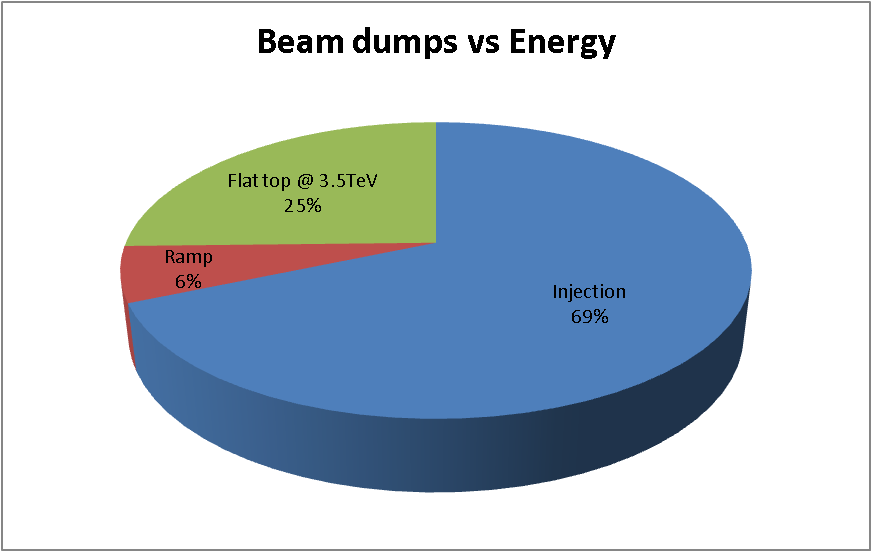 Beam dumps vs Energy
Flat top @ 3.5TeV
25%
Ramp
6%
Injection
69%